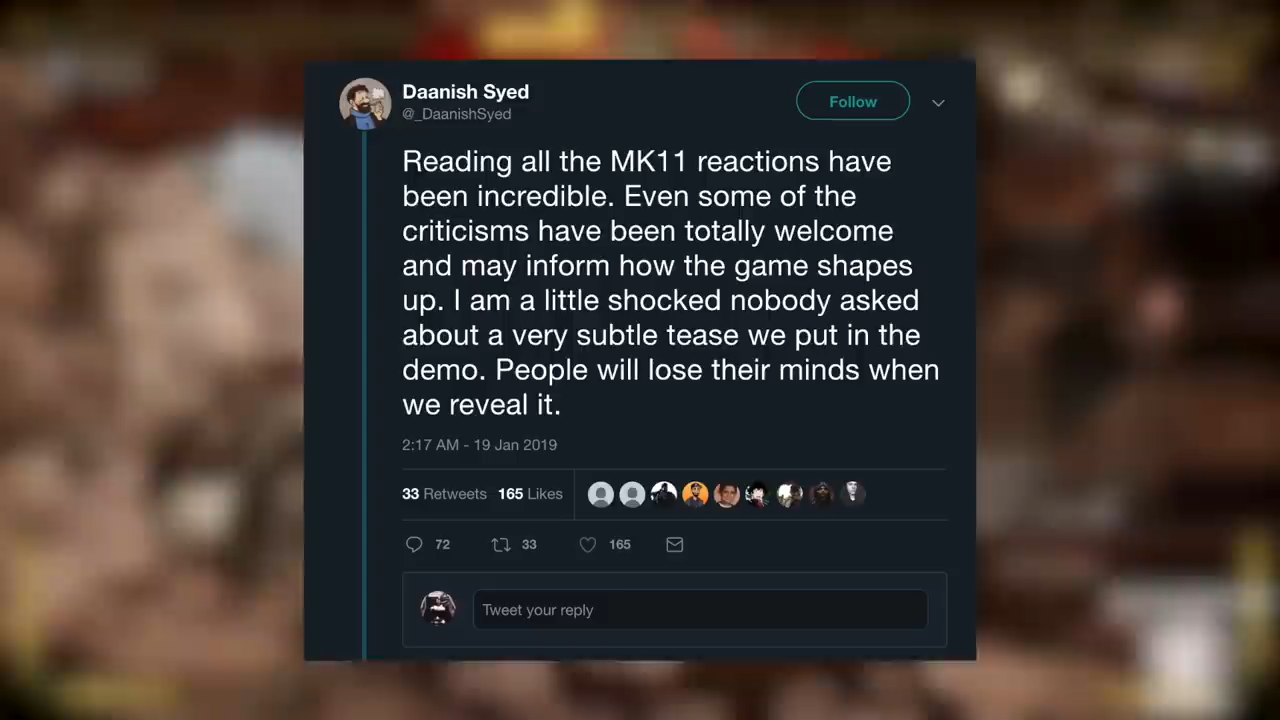 Daanish Syed
@_DaanishSyed
Follow
Reading all the MK11 reactions have
been incredible. Even some of the
criticisms have been totally welcome
and may inform how the game shapes
up. I am a little shocked nobody asked
about a very subtle tease we put in the
demo. People will lose their minds when
we reveal it.
2:17 AM - 19 Jan 2019
33 Retweets 165 Likes
72 33 165
Tweet your reply